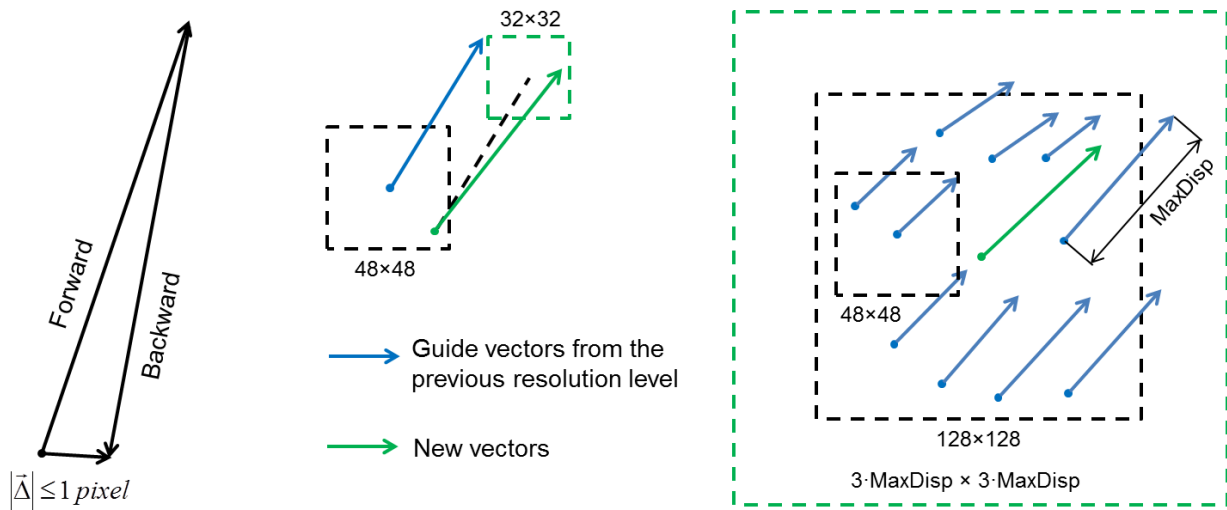 Forward
Backward
|Δ⃗| ≤ 1 pixel
32×32
48×48
Guide vectors from the
previous resolution level
New vectors
MaxDisp
48×48
128×128
3·MaxDisp × 3·MaxDisp